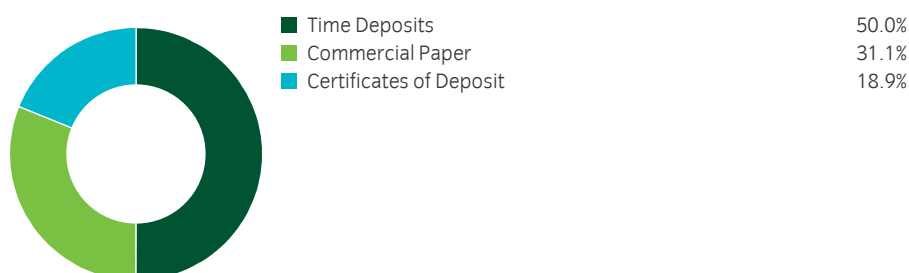 Time Deposits 50.0%
Commercial Paper 31.1%
Certificates of Deposit 18.9%